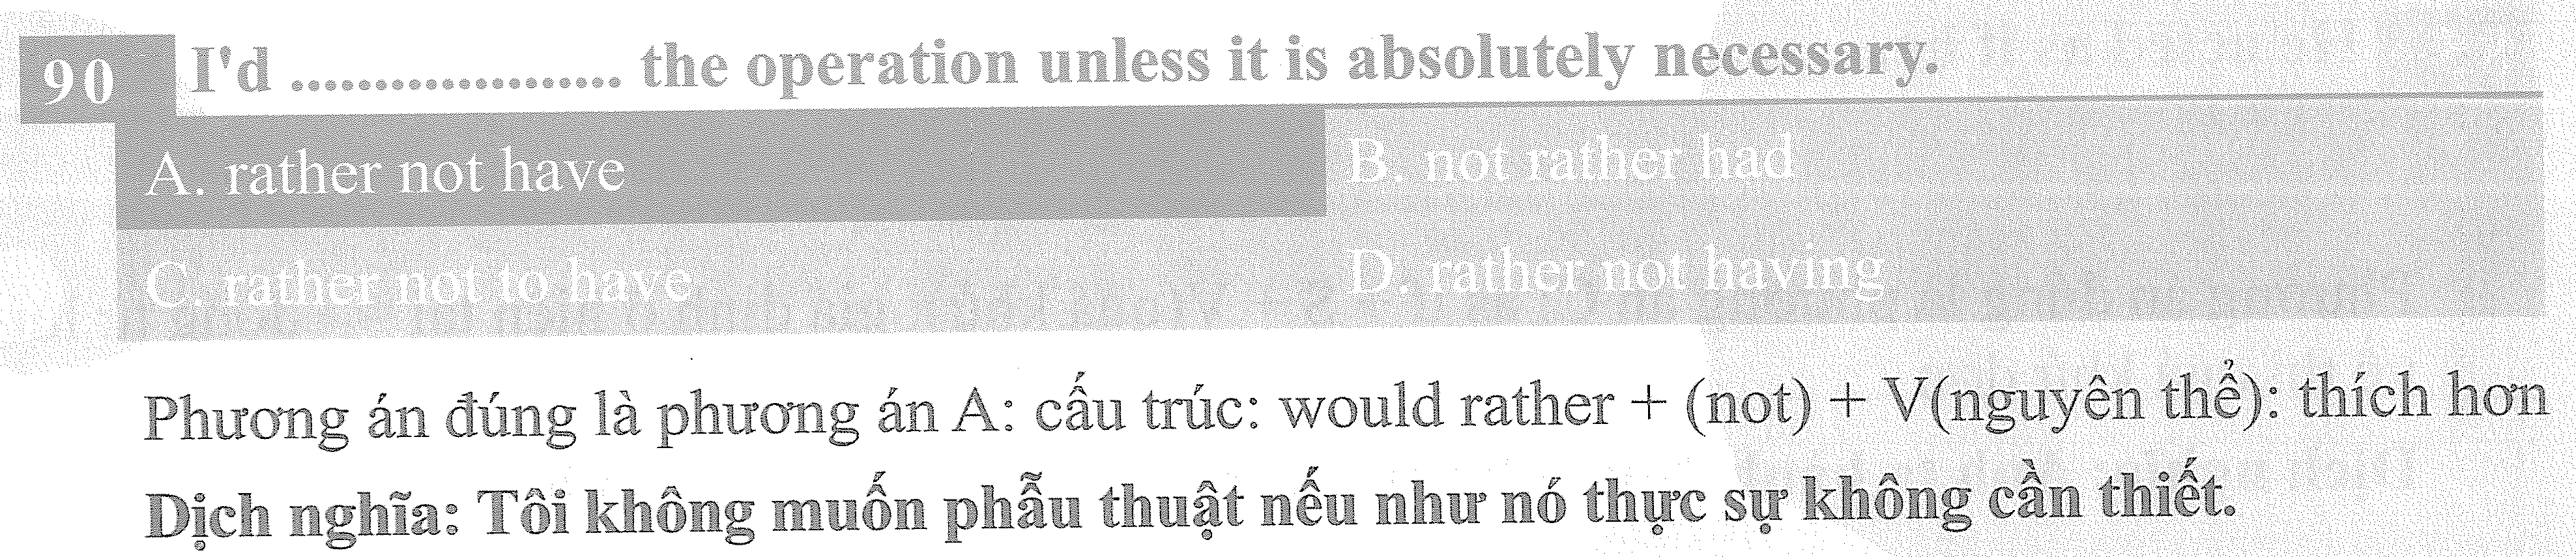 90 I'd ................... the operation unless it is absolutely necessary.
A. rather not have B. not rather had
C. rather not to have D. rather not having
Phương án đúng là phương án A: cấu trúc: would rather + (not) + V(nguyên thể): thích hơn
Dịch nghĩa: Tôi không muốn phẫu thuật nếu như nó thực sự không cần thiết.